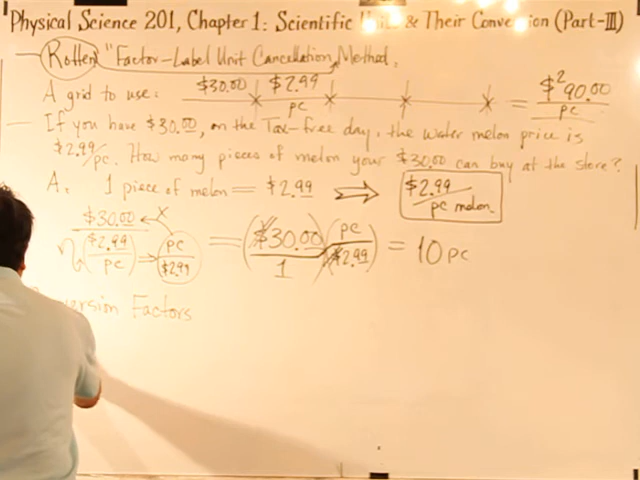 Physical Science 201, Chapter 1: Scientific Units & Their Conversion (Part-III)
Rotten "Factor-Label Unit Cancellation Method.
A grid to use: $30.00 $2.99 / pc = $²90.00 / pc
If you have $30.00, on the Tax-free day, the water melon price is
$2.99/pc. How many pieces of melon your $30.00 can buy at the store?
A. 1 piece of melon = $2.99 ⇒ $2.99 / pc melon
$30.00 / ($2.99 / pc) ⇒ pc / $2.99 = ($30.00 / 1) (pc / $2.99) = 10 pc
version Factors